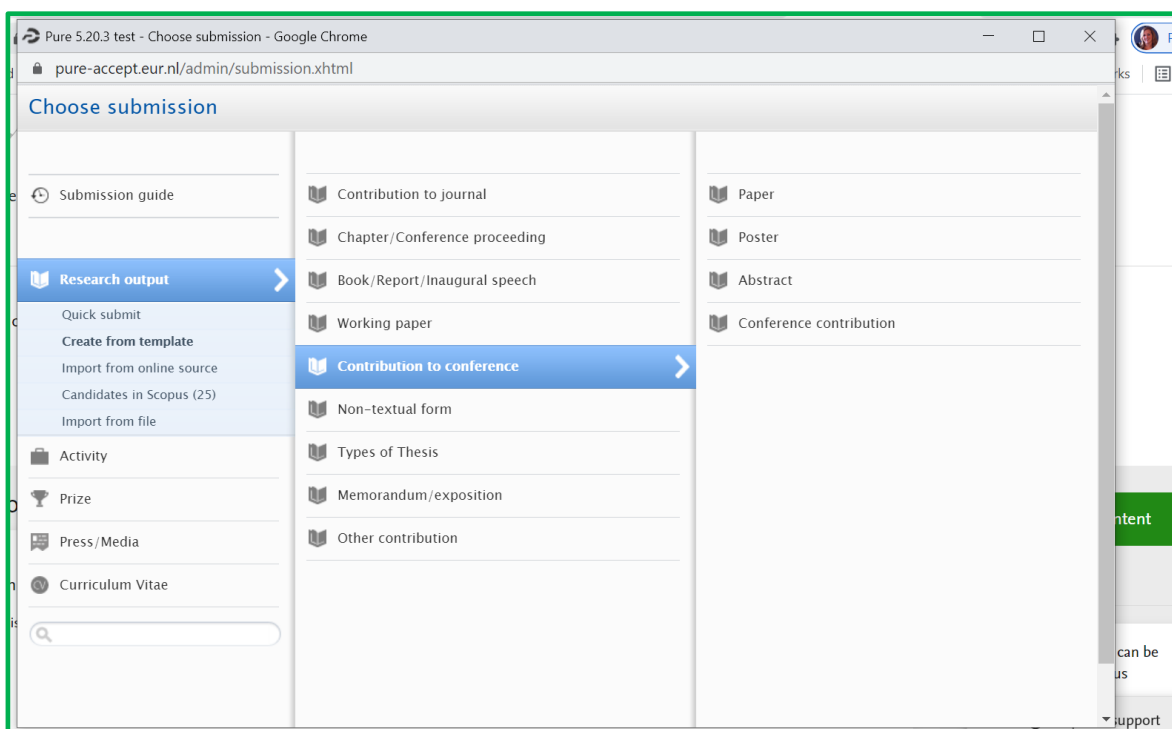 Pure 5.20.3 test - Choose submission - Google Chrome
pure-accept.eur.nl/admin/submission.xhtml
Choose submission
Submission guide
Research output
Quick submit
Create from template
Import from online source
Candidates in Scopus (25)
Import from file
Activity
Prize
Press/Media
Curriculum Vitae
Contribution to journal
Chapter/Conference proceeding
Book/Report/Inaugural speech
Working paper
Contribution to conference
Non-textual form
Types of Thesis
Memorandum/exposition
Other contribution
Paper
Poster
Abstract
Conference contribution
can be
us
support